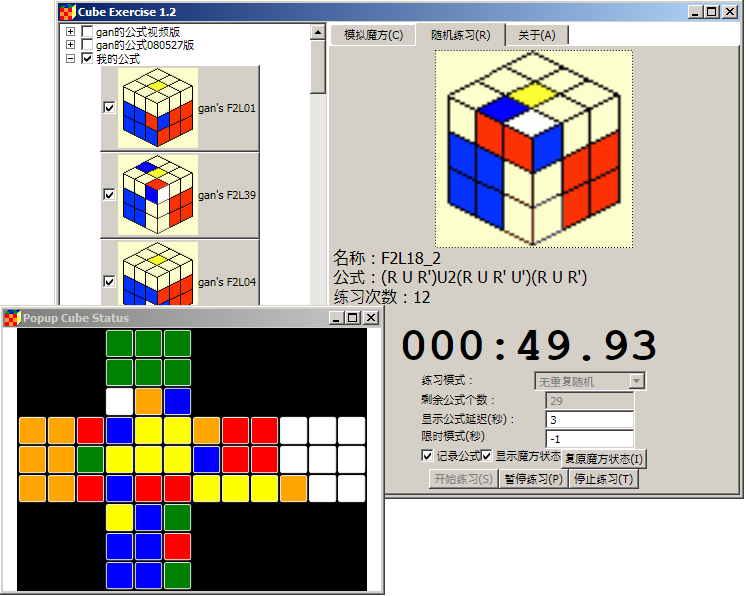 Cube Exercise 1.2
gan的公式视频版
gan的公式080527版
我的公式
gan's F2L01
gan's F2L39
gan's F2L04
模拟魔方(C)
随机练习(R)
关于(A)
名称：F2L18_2
公式：(R U R')U2(R U R' U')(R U R')
练习次数：12
000:49.93
练习模式：
无重复随机
剩余公式个数：
29
显示公式延迟(秒)：
3
限时模式(秒)
-1
记录公式
显示魔方状态
复原魔方状态(I)
开始练习(S)
暂停练习(P)
停止练习(T)
Popup Cube Status